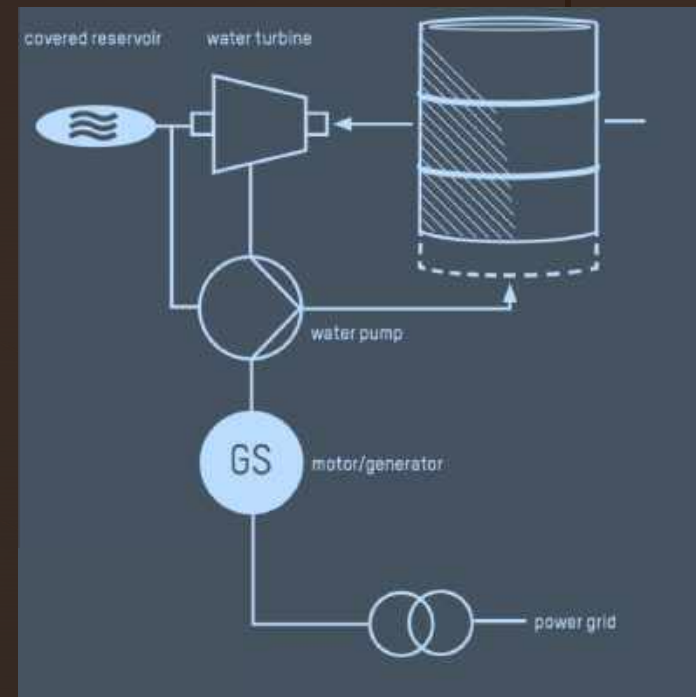 covered reservoir
water turbine
water pump
GS
motor/generator
power grid